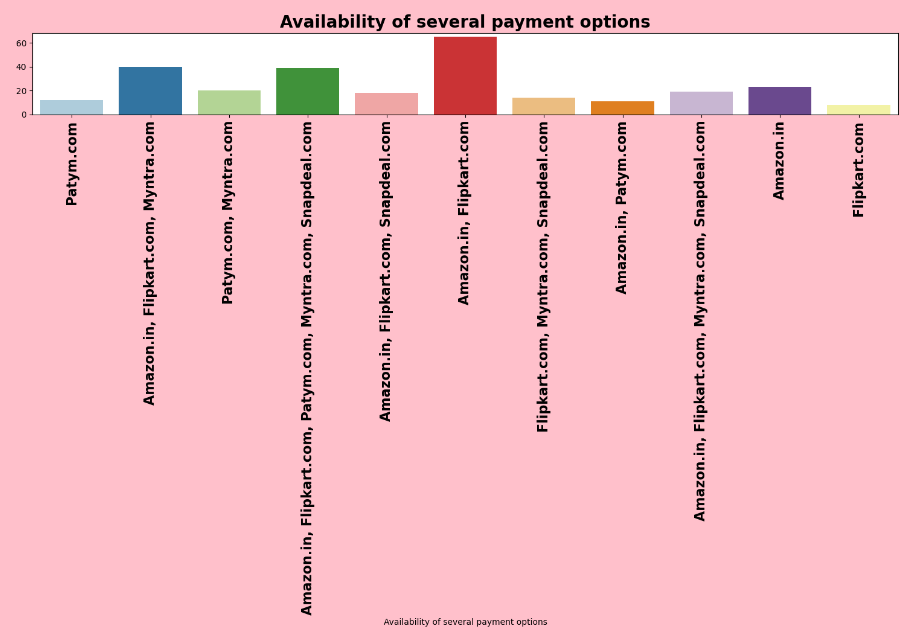 Availability of several payment options
60
40
20
0
Patym.com
Amazon.in, Flipkart.com, Myntra.com
Patym.com, Myntra.com
Amazon.in, Flipkart.com, Patym.com, Myntra.com, Snapdeal.com
Amazon.in, Flipkart.com, Snapdeal.com
Amazon.in, Flipkart.com
Flipkart.com, Myntra.com, Snapdeal.com
Amazon.in, Patym.com
Amazon.in, Flipkart.com, Myntra.com, Snapdeal.com
Amazon.in
Flipkart.com
Availability of several payment options